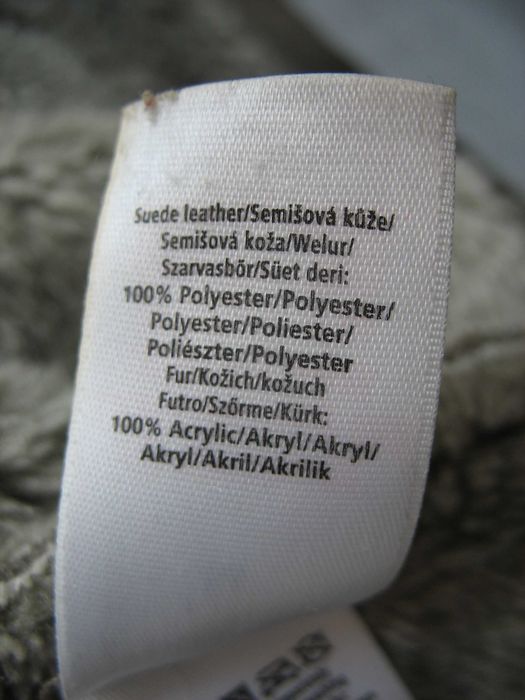 Suede leather/Semišová kůže/
Semišová koža/Welur/
Szarvasbőr/Süet deri:
100% Polyester/Polyester/
Polyester/Poliester/
Poliészter/Polyester
Fur/Kožich/kožuch
Futro/Szőrme/Kürk:
100% Acrylic/Akryl/Akryl/
Akryl/Akril/Akrilik